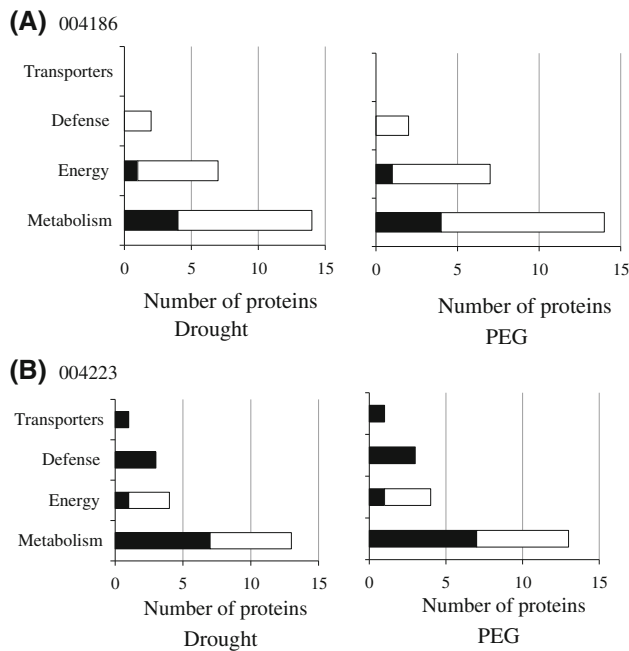 (A) 004186
Transporters
Defense
Energy
Metabolism
0 5 10 15
Number of proteins
Drought
0 5 10 15
Number of proteins
PEG
(B) 004223
Transporters
Defense
Energy
Metabolism
0 5 10 15
Number of proteins
Drought
0 5 10 15
Number of proteins
PEG